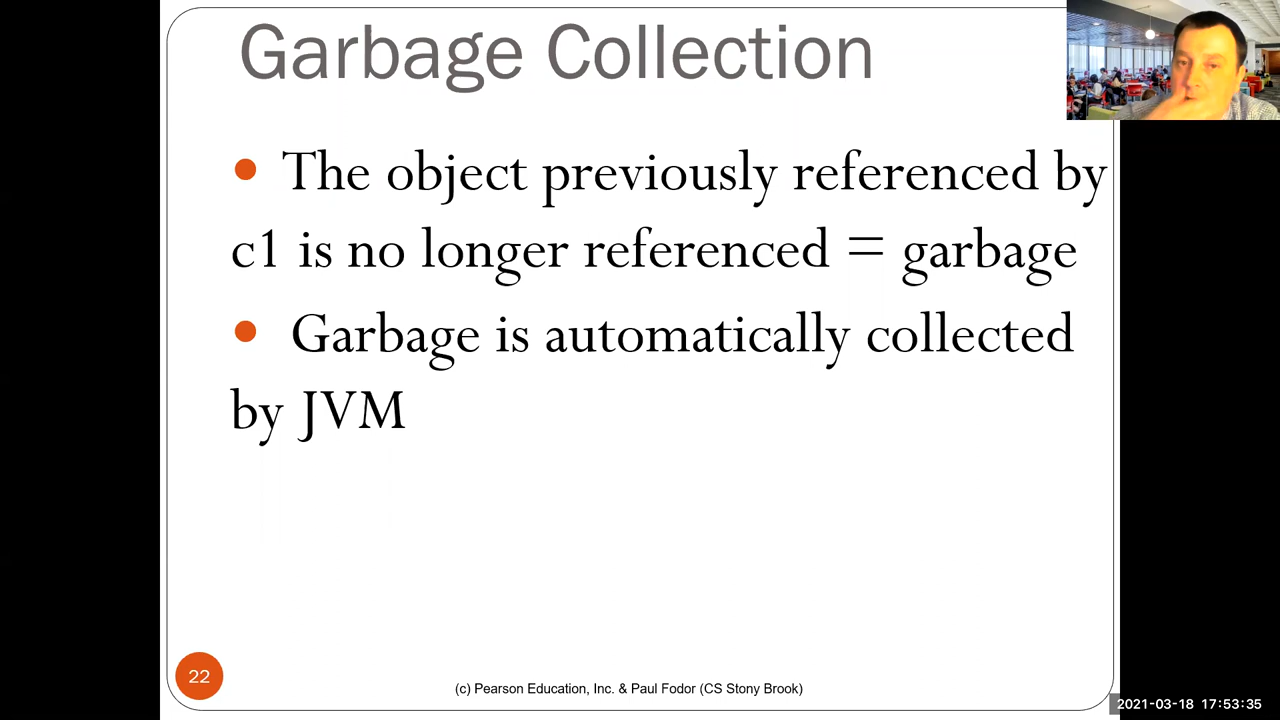 Garbage Collection
• The object previously referenced by
c1 is no longer referenced = garbage
• Garbage is automatically collected
by JVM
22
(c) Pearson Education, Inc. & Paul Fodor (CS Stony Brook)
2021-03-18 17:53:35